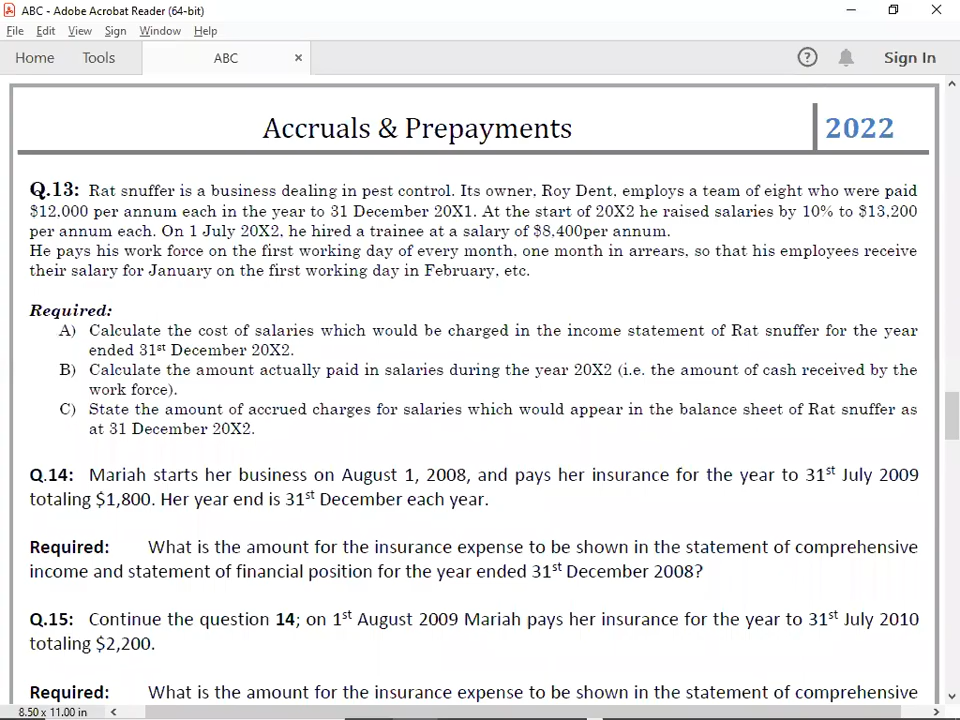 ABC - Adobe Acrobat Reader (64-bit)
File Edit View Sign Window Help
Home Tools ABC × ? Sign In
Accruals & Prepayments 2022
Q.13: Rat snuffer is a business dealing in pest control. Its owner, Roy Dent, employs a team of eight who were paid
$12,000 per annum each in the year to 31 December 20X1. At the start of 20X2 he raised salaries by 10% to $13,200
per annum each. On 1 July 20X2, he hired a trainee at a salary of $8,400per annum.
He pays his work force on the first working day of every month, one month in arrears, so that his employees receive
their salary for January on the first working day in February, etc.
Required:
A) Calculate the cost of salaries which would be charged in the income statement of Rat snuffer for the year
ended 31st December 20X2.
B) Calculate the amount actually paid in salaries during the year 20X2 (i.e. the amount of cash received by the
work force).
C) State the amount of accrued charges for salaries which would appear in the balance sheet of Rat snuffer as
at 31 December 20X2.
Q.14: Mariah starts her business on August 1, 2008, and pays her insurance for the year to 31st July 2009
totaling $1,800. Her year end is 31st December each year.
Required: What is the amount for the insurance expense to be shown in the statement of comprehensive
income and statement of financial position for the year ended 31st December 2008?
Q.15: Continue the question 14; on 1st August 2009 Mariah pays her insurance for the year to 31st July 2010
totaling $2,200.
Required: What is the amount for the insurance expense to be shown in the statement of comprehensive
8.50 x 11.00 in